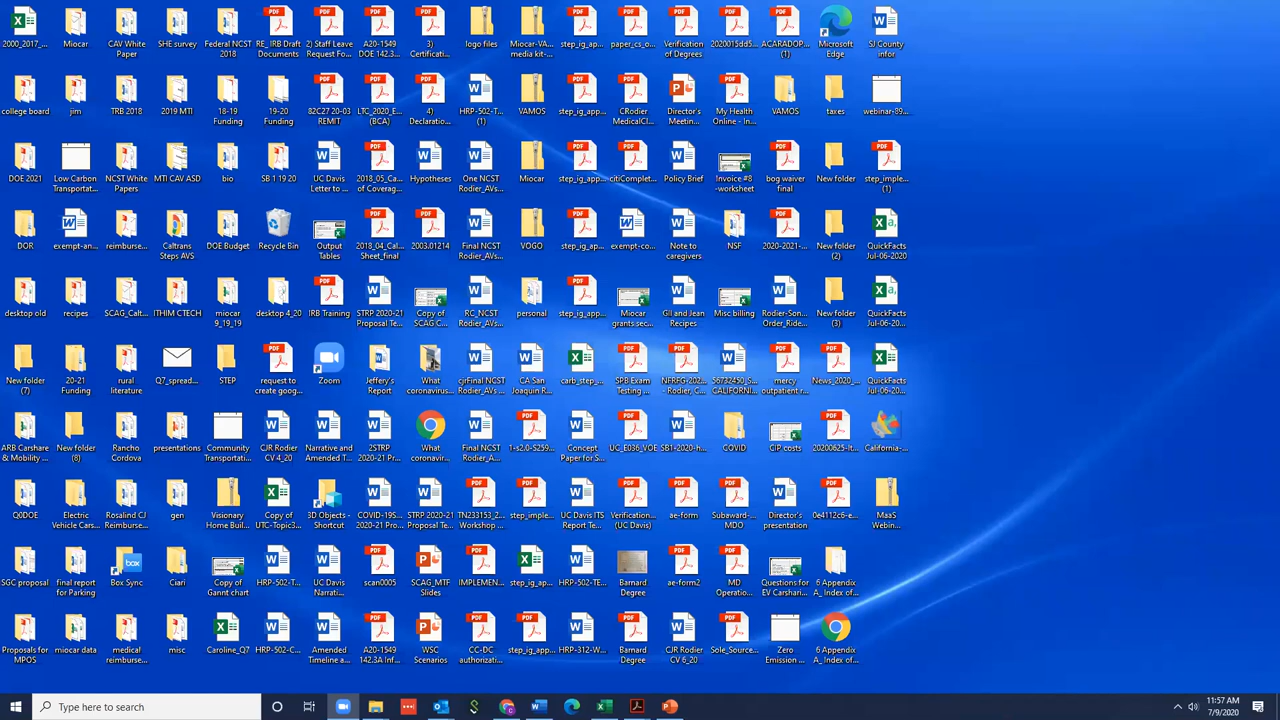 2000_2017_...
Miocar
CAV White
Paper
SHE survey
Federal NCST
2018
RE_1RB Draft
Documents
2) Staff Leave
Request Fo...
A20-1549
DOE 142.3...
3)
Certificati...
logo files
Miocar-VA...
media kit-...
step_ig_ap...
paper_cs_o...
Verification
of Degrees
20200150dd5...
ACARADOP...
(1)
Microsoft
Edge
SJ County
infor
college board
jim
TRB 2018
2019 MTI
18-19
Funding
19-20
Funding
82C27 20-03
REMIT
LTC_2020_E...
(BCA)
4)
Declaratio...
HRP-502-T...
(1)
VAMOS
step_ig_app...
CRodier
MedicalCl...
Director's
Meetin...
My Health
Online - In...
VAMOS
taxes
webinar-89...
DOE 2021
Low Carbon
Transportat...
NCST White
Papers
MTI CAV ASD
bio
SB 1 19 20
UC Davis
Letter to ...
2018_05_Ca...
of Coverag...
Hypotheses
One NCST
Rodier_AVs...
Miocar
step_ig_app...
citiComplet...
Policy Brief
Invoice #8
-worksheet
bog waiver
final
New folder
step_imple...
(1)
DOR
exempt-an...
reimburse...
Caltrans
Steps AVS
DOE Budget
Recycle Bin
Output
Tables
2018_04_Cal...
Sheet_final
2003.01214
Final NCST
Rodier_AVs...
VOGO
step_ig_app...
exempt-co...
Note to
caregivers
NSF
2020-2021-...
New folder
(2)
QuickFacts
Jul-06-2020
desktop old
recipes
SCAG_Calt...
ITHIM CTECH
miocar
9_19_19
desktop 4_20
IRB Training
STRP 2020-21
Proposal Te...
Copy of
SCAG C...
RC_NCST
Rodier_AVs...
personal
step_ig_app...
Miocar
grants sec...
GII and Jean
Recipes
Misc billing
Rodier-Son...
Order_Ride...
New folder
(3)
QuickFacts
Jul-06-2020...
New folder
(7)
20-21
Funding
rural
literature
Q7_spread...
STEP
request to
create goog...
Zoom
Jeffery's
Report
What
coronavirus...
cjrFinal NCST
Rodier_AVs ...
CA San
Joaquin R...
carb_step_...
SPB Exam
Testing ...
NFRFG-202...
- Rodier, C...
56732450_S...
CALIFORNI...
mercy
outpatient r...
News_2020_...
QuickFacts
Jul-06-20...
ARB Carshare
& Mobility ...
New folder
(8)
Rancho
Cordova
presentations
Community
Transportati...
CJR Rodier
CV 4_20
Narrative and
Amended T...
2STRP
2020-21 Pr...
What
coronavir...
Final NCST
Rodier_A...
1-s2.0-S259...
Concept
Paper for.S...
UC_E036_VOE
SB1-2020-h...
COVID
CIP costs
20200625-It...
California-...
Q0DOE
Electric
Vehicle Cars...
Rosalind CJ
Reimburse...
gen
Visionary
Home Buil...
Copy of
UTC-Topic3...
3D Objects -
Shortcut
COVID-19S...
2020-21 Pro...
STRP 2020-21
Proposal Te...
TN233153_2...
Workshop ...
step_imple...
UC Davis ITS
Report Te...
Verification...
(UC Davis)
ae-form
Subaward-...
MDO
Director's
presentation
0e4112c6-e...
MaaS
Webin...
SGC proposal
final report
for Parking
Box Sync
Ciari
Copy of
Gannt chart
HRP-502-T...
UC Davis
Narrati...
scan0005
SCAG_MTF
Slides
IMPLEMEN...
step_ig_ap...
HRP-502-TE...
Barnard
Degree
ae-form2
MD
Operatio...
Questions for
EV Carshari...
6 Appendix
A_ Index of...
Proposals for
MPOS
miocar data
medical
reimburse...
misc
Caroline_Q7
HRP-502-C...
Amended
Timeline a...
A20-1549
142.3A Inf...
WSC
Scenarios
CC-DC
authorizati...
step_ig_app...
HRP-312-W...
Barnard
Degree
CJR Rodier
CV 6_20
Sole_Source...
Zero
Emission ...
6 Appendix
A_ Index of...
Type here to search
11:57 AM
7/9/2020